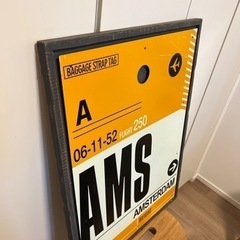 BAGGAGE STRAP TAG
A
06-11-52 FLIGHT 250
AMS
AMSTERDAM